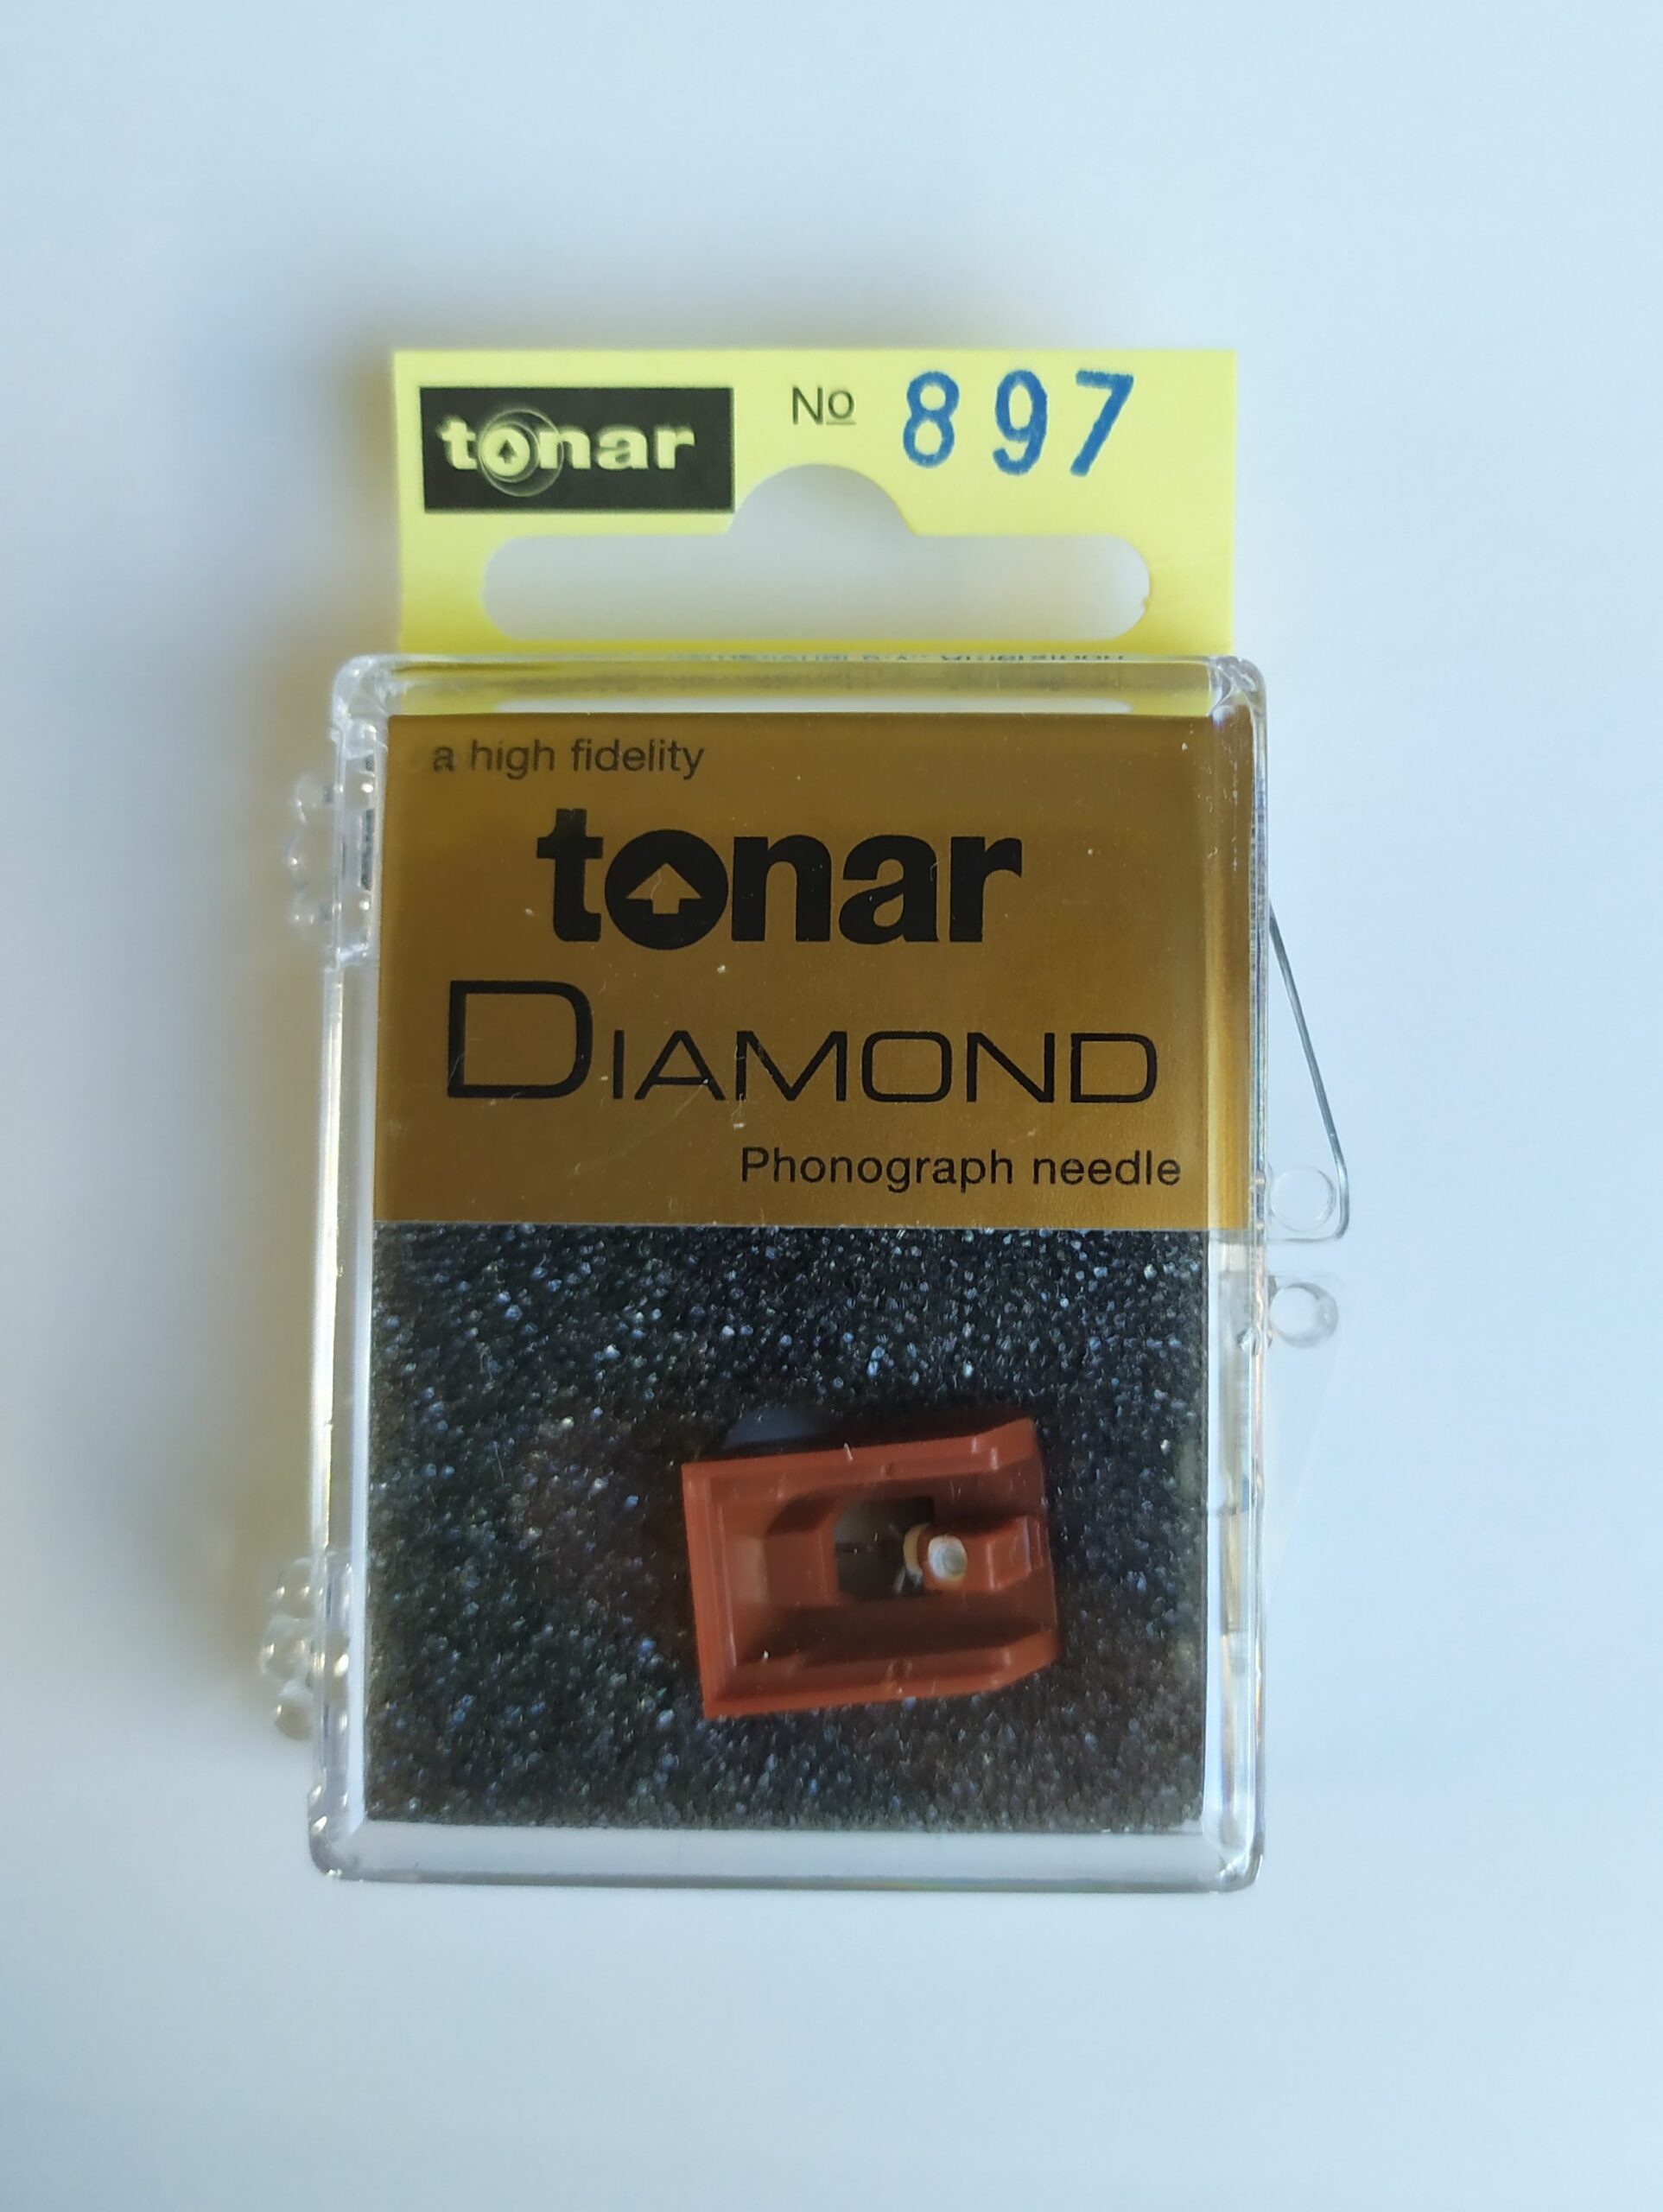 tonar No 897
a high fidelity
tonar
DIAMOND
Phonograph needle